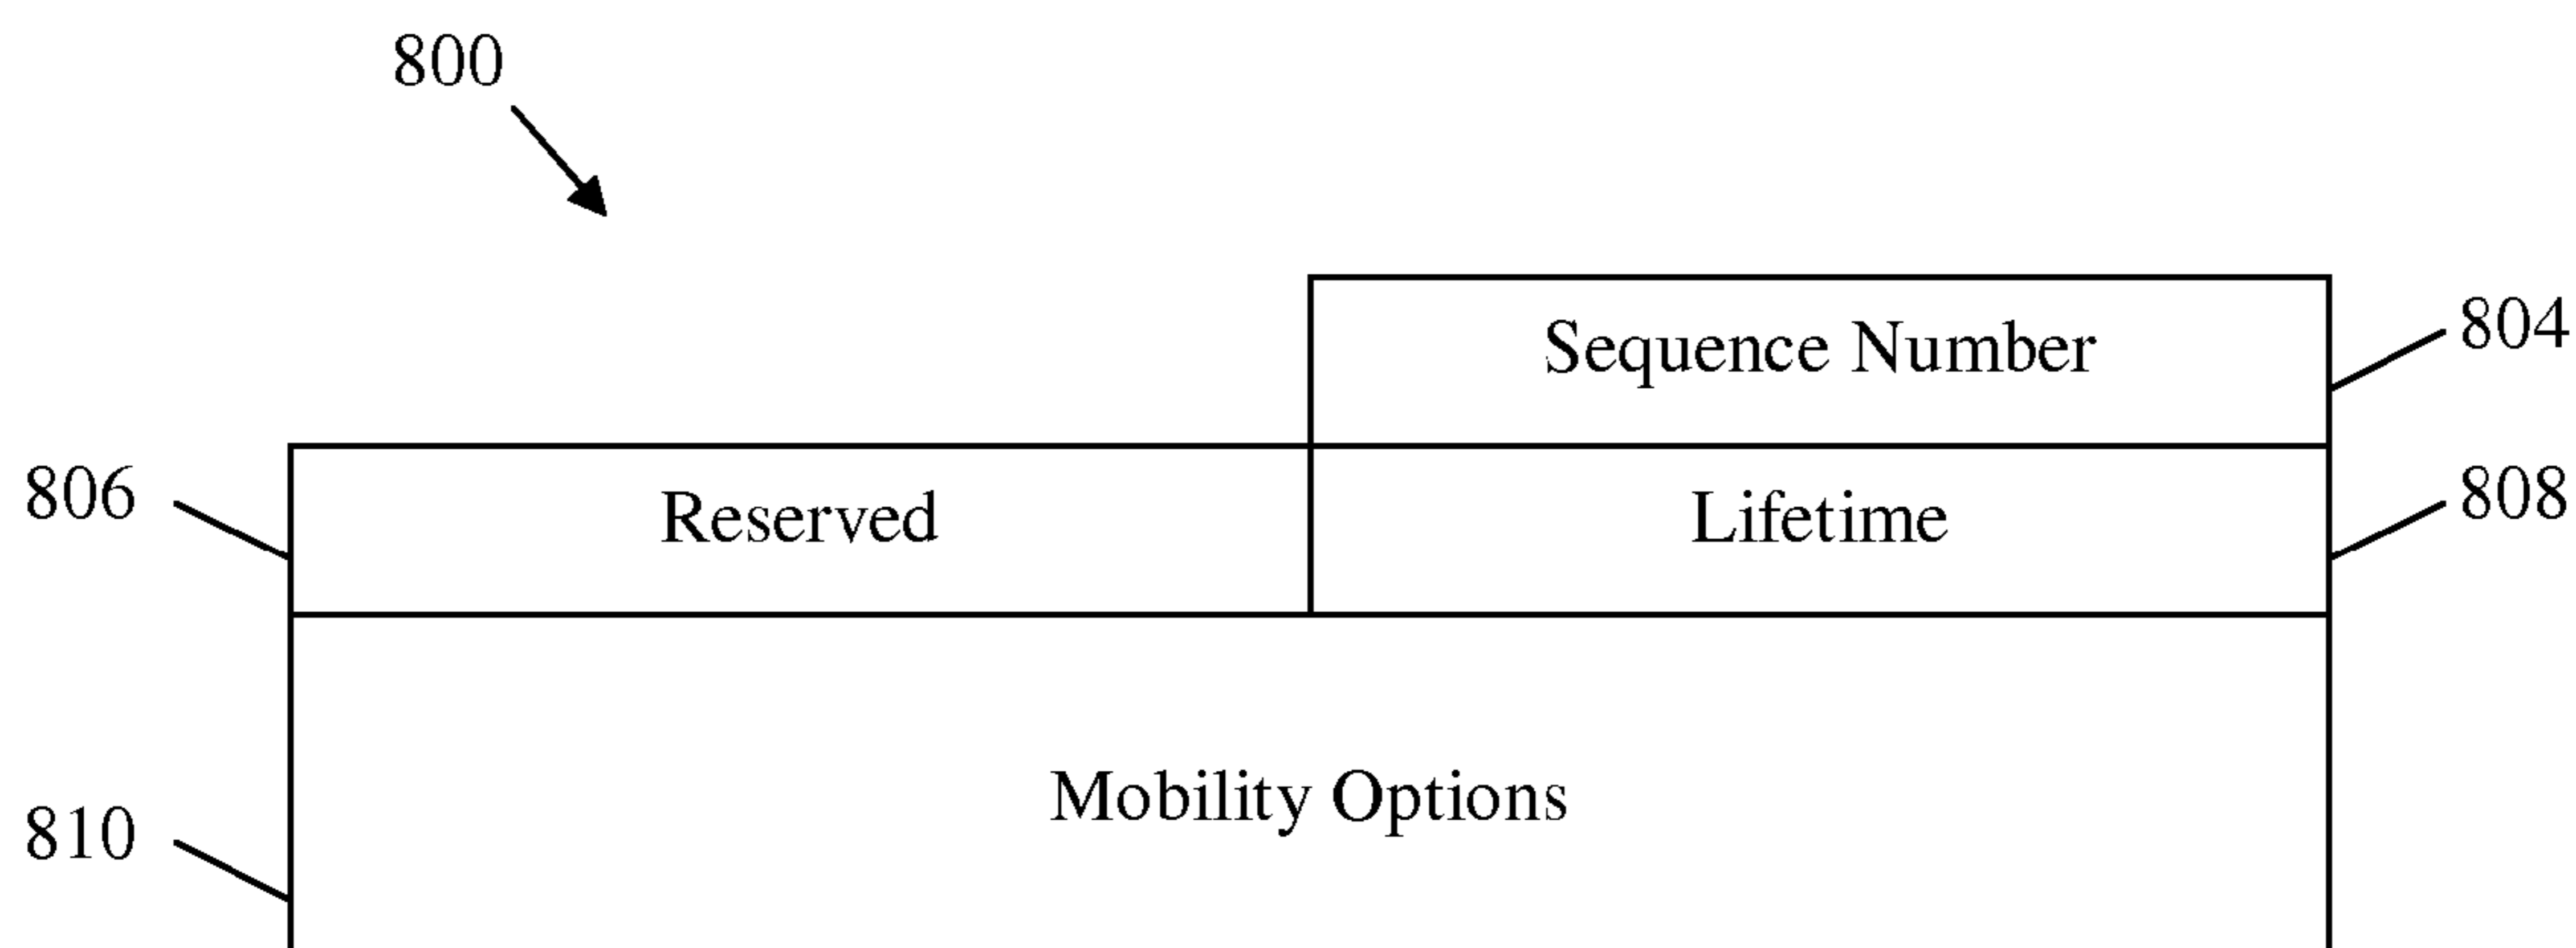 800
Sequence Number 804
806 Reserved Lifetime 808
Mobility Options
810